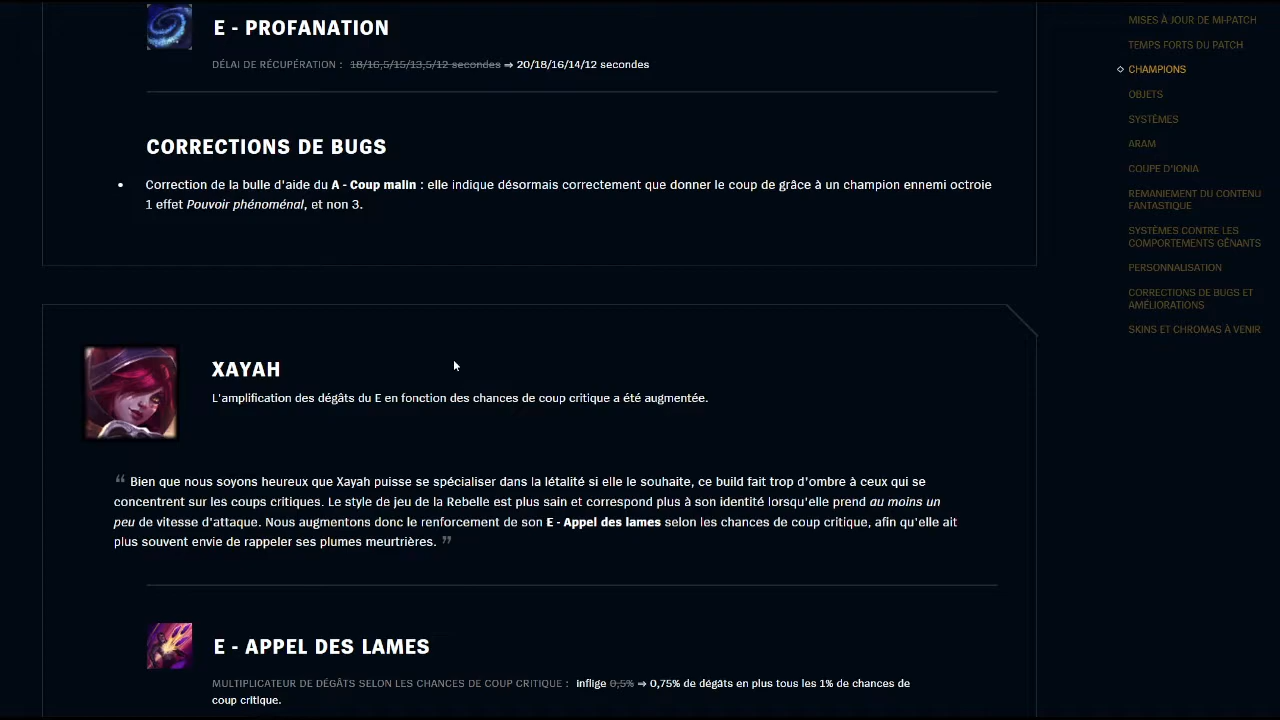 E - PROFANATION
DÉLAI DE RÉCUPÉRATION : 18/16,5/15/13,5/12 secondes ⇒ 20/18/16/14/12 secondes
CORRECTIONS DE BUGS
• Correction de la bulle d'aide du A - Coup malin : elle indique désormais correctement que donner le coup de grâce à un champion ennemi octroie
1 effet Pouvoir phénoménal, et non 3.
XAYAH
L'amplification des dégâts du E en fonction des chances de coup critique a été augmentée.
“ Bien que nous soyons heureux que Xayah puisse se spécialiser dans la létalité si elle le souhaite, ce build fait trop d'ombre à ceux qui se
concentrent sur les coups critiques. Le style de jeu de la Rebelle est plus sain et correspond plus à son identité lorsqu'elle prend au moins un
peu de vitesse d'attaque. Nous augmentons donc le renforcement de son E - Appel des lames selon les chances de coup critique, afin qu'elle ait
plus souvent envie de rappeler ses plumes meurtrières. ”
E - APPEL DES LAMES
MULTIPLICATEUR DE DÉGÂTS SELON LES CHANCES DE COUP CRITIQUE : inflige 0,5% ⇒ 0,75% de dégâts en plus tous les 1% de chances de
coup critique.
MISES À JOUR DE MI-PATCH
TEMPS FORTS DU PATCH
CHAMPIONS
OBJETS
SYSTÈMES
ARAM
COUPE D'IONIA
REMANIEMENT DU CONTENU
FANTASTIQUE
SYSTÈMES CONTRE LES
COMPORTEMENTS GÊNANTS
PERSONNALISATION
CORRECTIONS DE BUGS ET
AMÉLIORATIONS
SKINS ET CHROMAS À VENIR